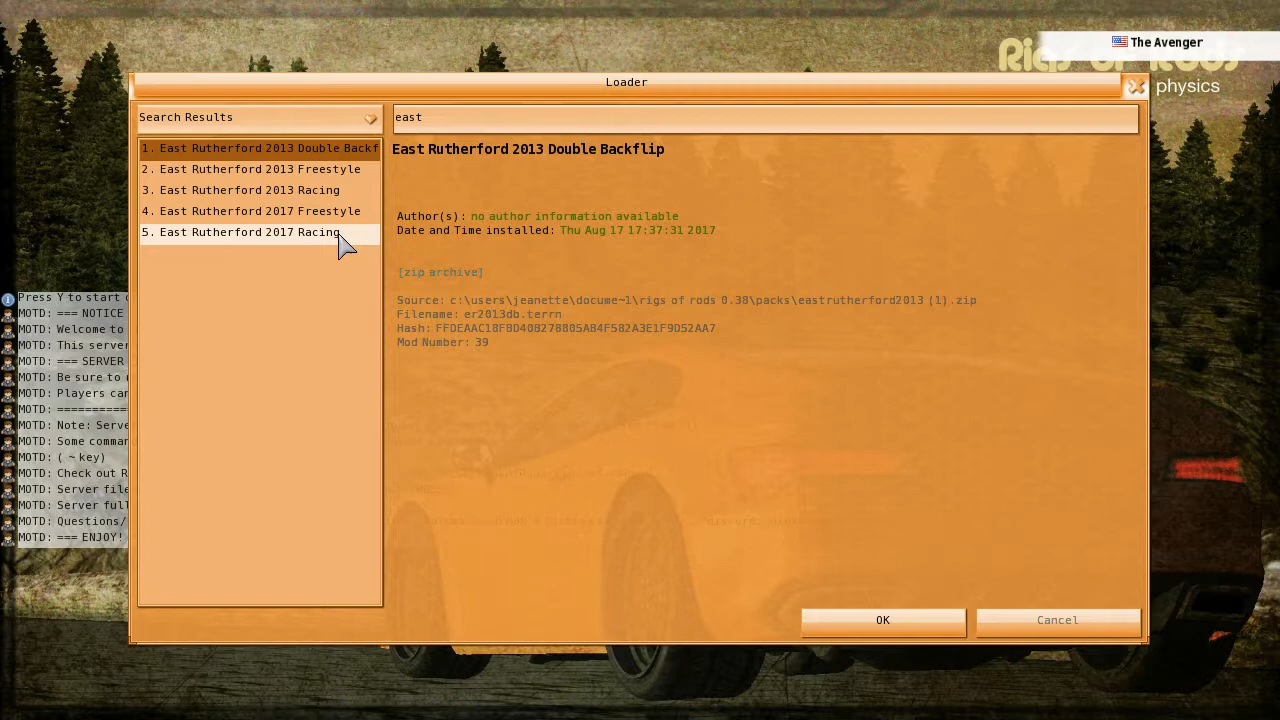 The Avenger
Rigs of Rods
physics
Loader
Search Results
east
1. East Rutherford 2013 Double Backf
2. East Rutherford 2013 Freestyle
3. East Rutherford 2013 Racing
4. East Rutherford 2017 Freestyle
5. East Rutherford 2017 Racing
East Rutherford 2013 Double Backflip
Author(s): no author information available
Date and Time installed: Thu Aug 17 17:37:31 2017
[zip archive]
Source: c:\users\jeanette\docume~1\rigs of rods 0.38\packs\eastrutherford2013 (1).zip
Filename: er2013db.terrn
Hash: FFDEAAC18FBD408278805A84F582A3E1F9D52AA7
Mod Number: 39
Press Y to start
MOTD: === NOTICE
MOTD: Welcome to
MOTD: This server
MOTD: === SERVER
MOTD: Be sure to
MOTD: Players can
MOTD: ==========
MOTD: Note: Serve
MOTD: Some comman
MOTD: ( ~ key)
MOTD: Check out R
MOTD: Server file
MOTD: Server full
MOTD: Questions/
MOTD: === ENJOY!
OK
Cancel